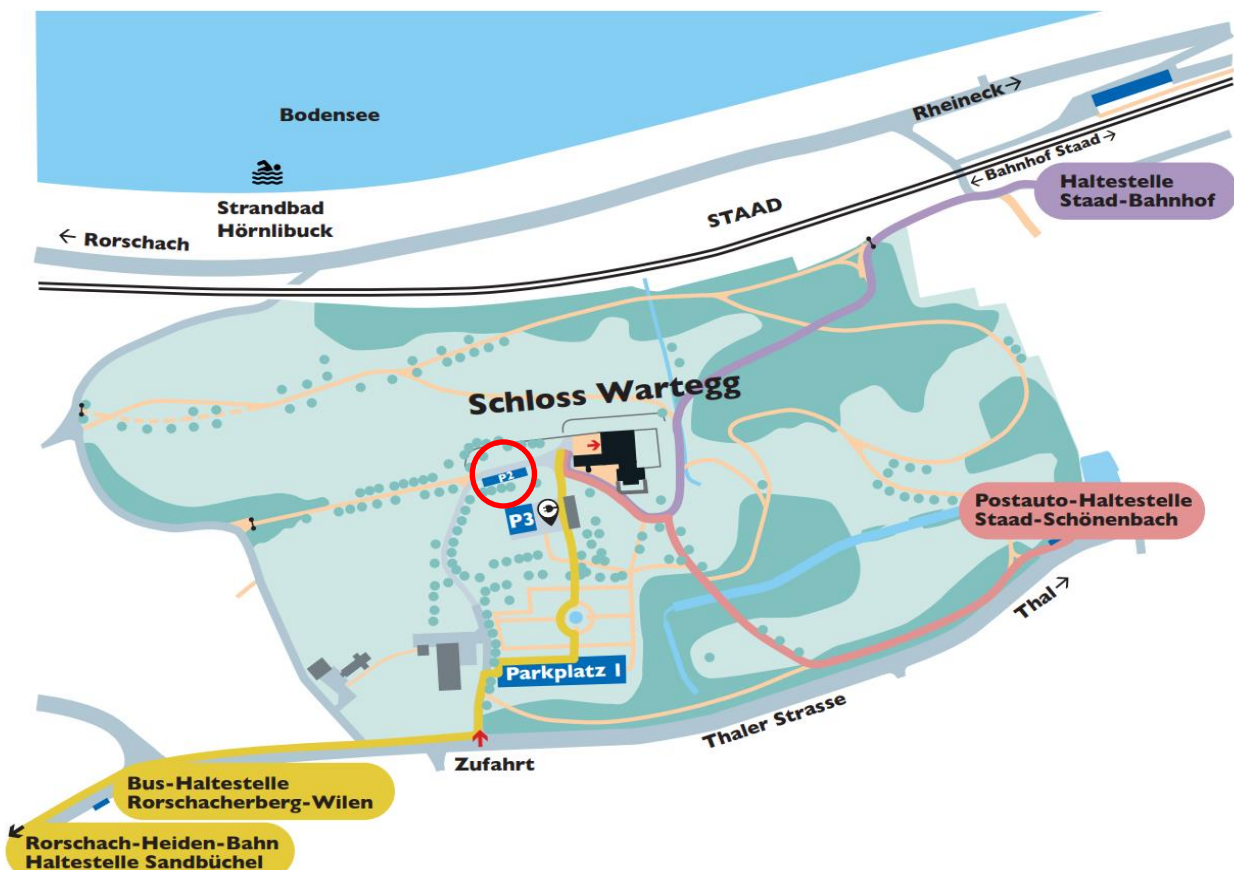 Bodensee
Rheineck→
←Bahnhof Staad→
Haltestelle
Staad-Bahnhof
Strandbad
Hörnlibuck
STAAD
← Rorschach
Schloss Wartegg
P2
P3
Postauto-Haltestelle
Staad-Schönenbach
Thal→
Parkplatz 1
Thaler Strasse
Zufahrt
Bus-Haltestelle
Rorschacherberg-Wilen
Rorschach-Heiden-Bahn
Haltestelle Sandbüchel